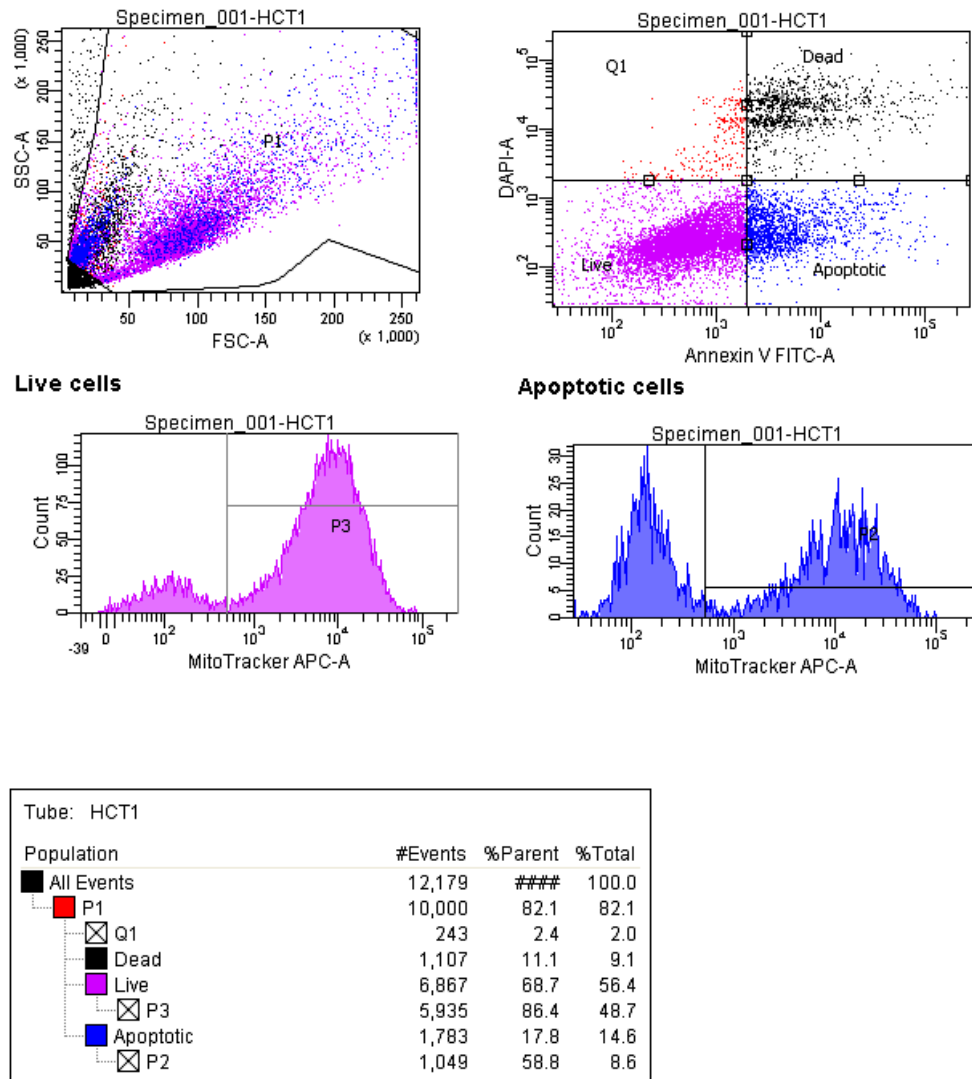 Specimen_001-HCT1
SSC-A
(x 1,000)
50 100 150 200 250
P1
50 100 150 200 250
FSC-A
(x 1,000)
Specimen_001-HCT1
DAPI-A
10^2 10^3 10^4 10^5
Q1
Dead
Live
Apoptotic
10^2 10^3 10^4 10^5
Annexin V FITC-A
Live cells
Specimen_001-HCT1
Count
0 25 50 75 100
P3
-39 0 10^2 10^3 10^4 10^5
MitoTracker APC-A
Apoptotic cells
Specimen_001-HCT1
Count
0 5 10 15 20 25 30
P2
10^2 10^3 10^4 10^5
MitoTracker APC-A
Tube: HCT1
Population #Events %Parent %Total
All Events 12,179 #### 100.0
P1 10,000 82.1 82.1
Q1 243 2.4 2.0
Dead 1,107 11.1 9.1
Live 6,867 68.7 56.4
P3 5,935 86.4 48.7
Apoptotic 1,783 17.8 14.6
P2 1,049 58.8 8.6